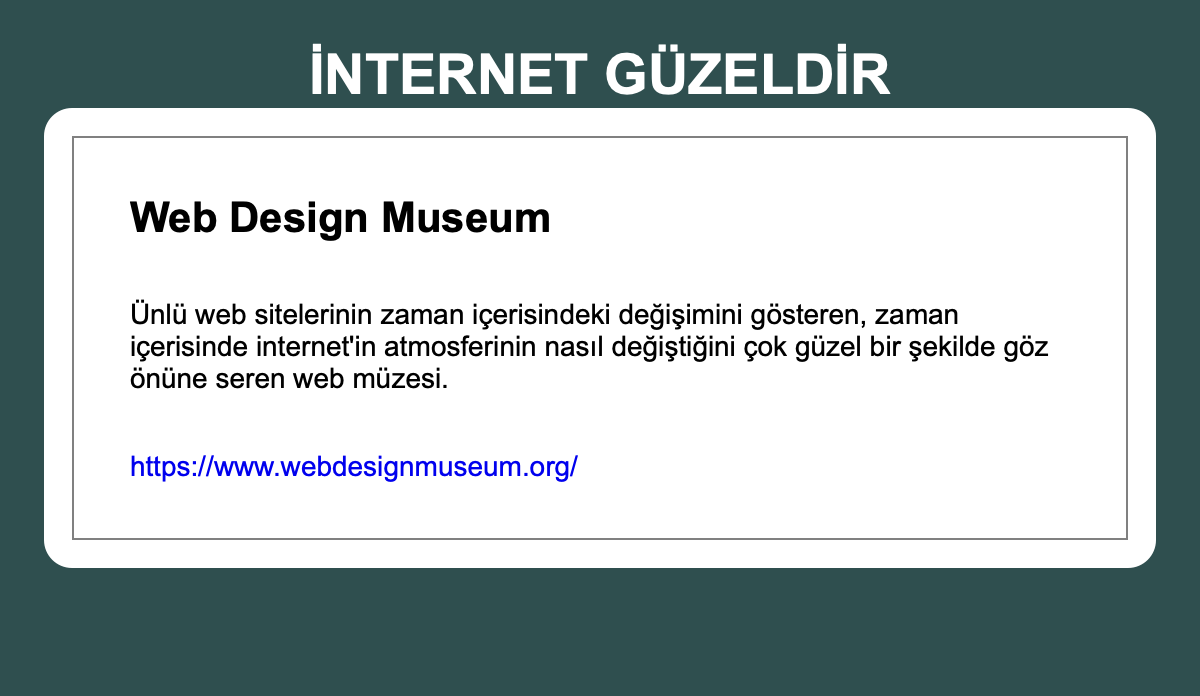 İNTERNET GÜZELDİR
Web Design Museum
Ünlü web sitelerinin zaman içerisindeki değişimini gösteren, zaman
içerisinde internet'in atmosferinin nasıl değiştiğini çok güzel bir şekilde göz
önüne seren web müzesi.
https://www.webdesignmuseum.org/